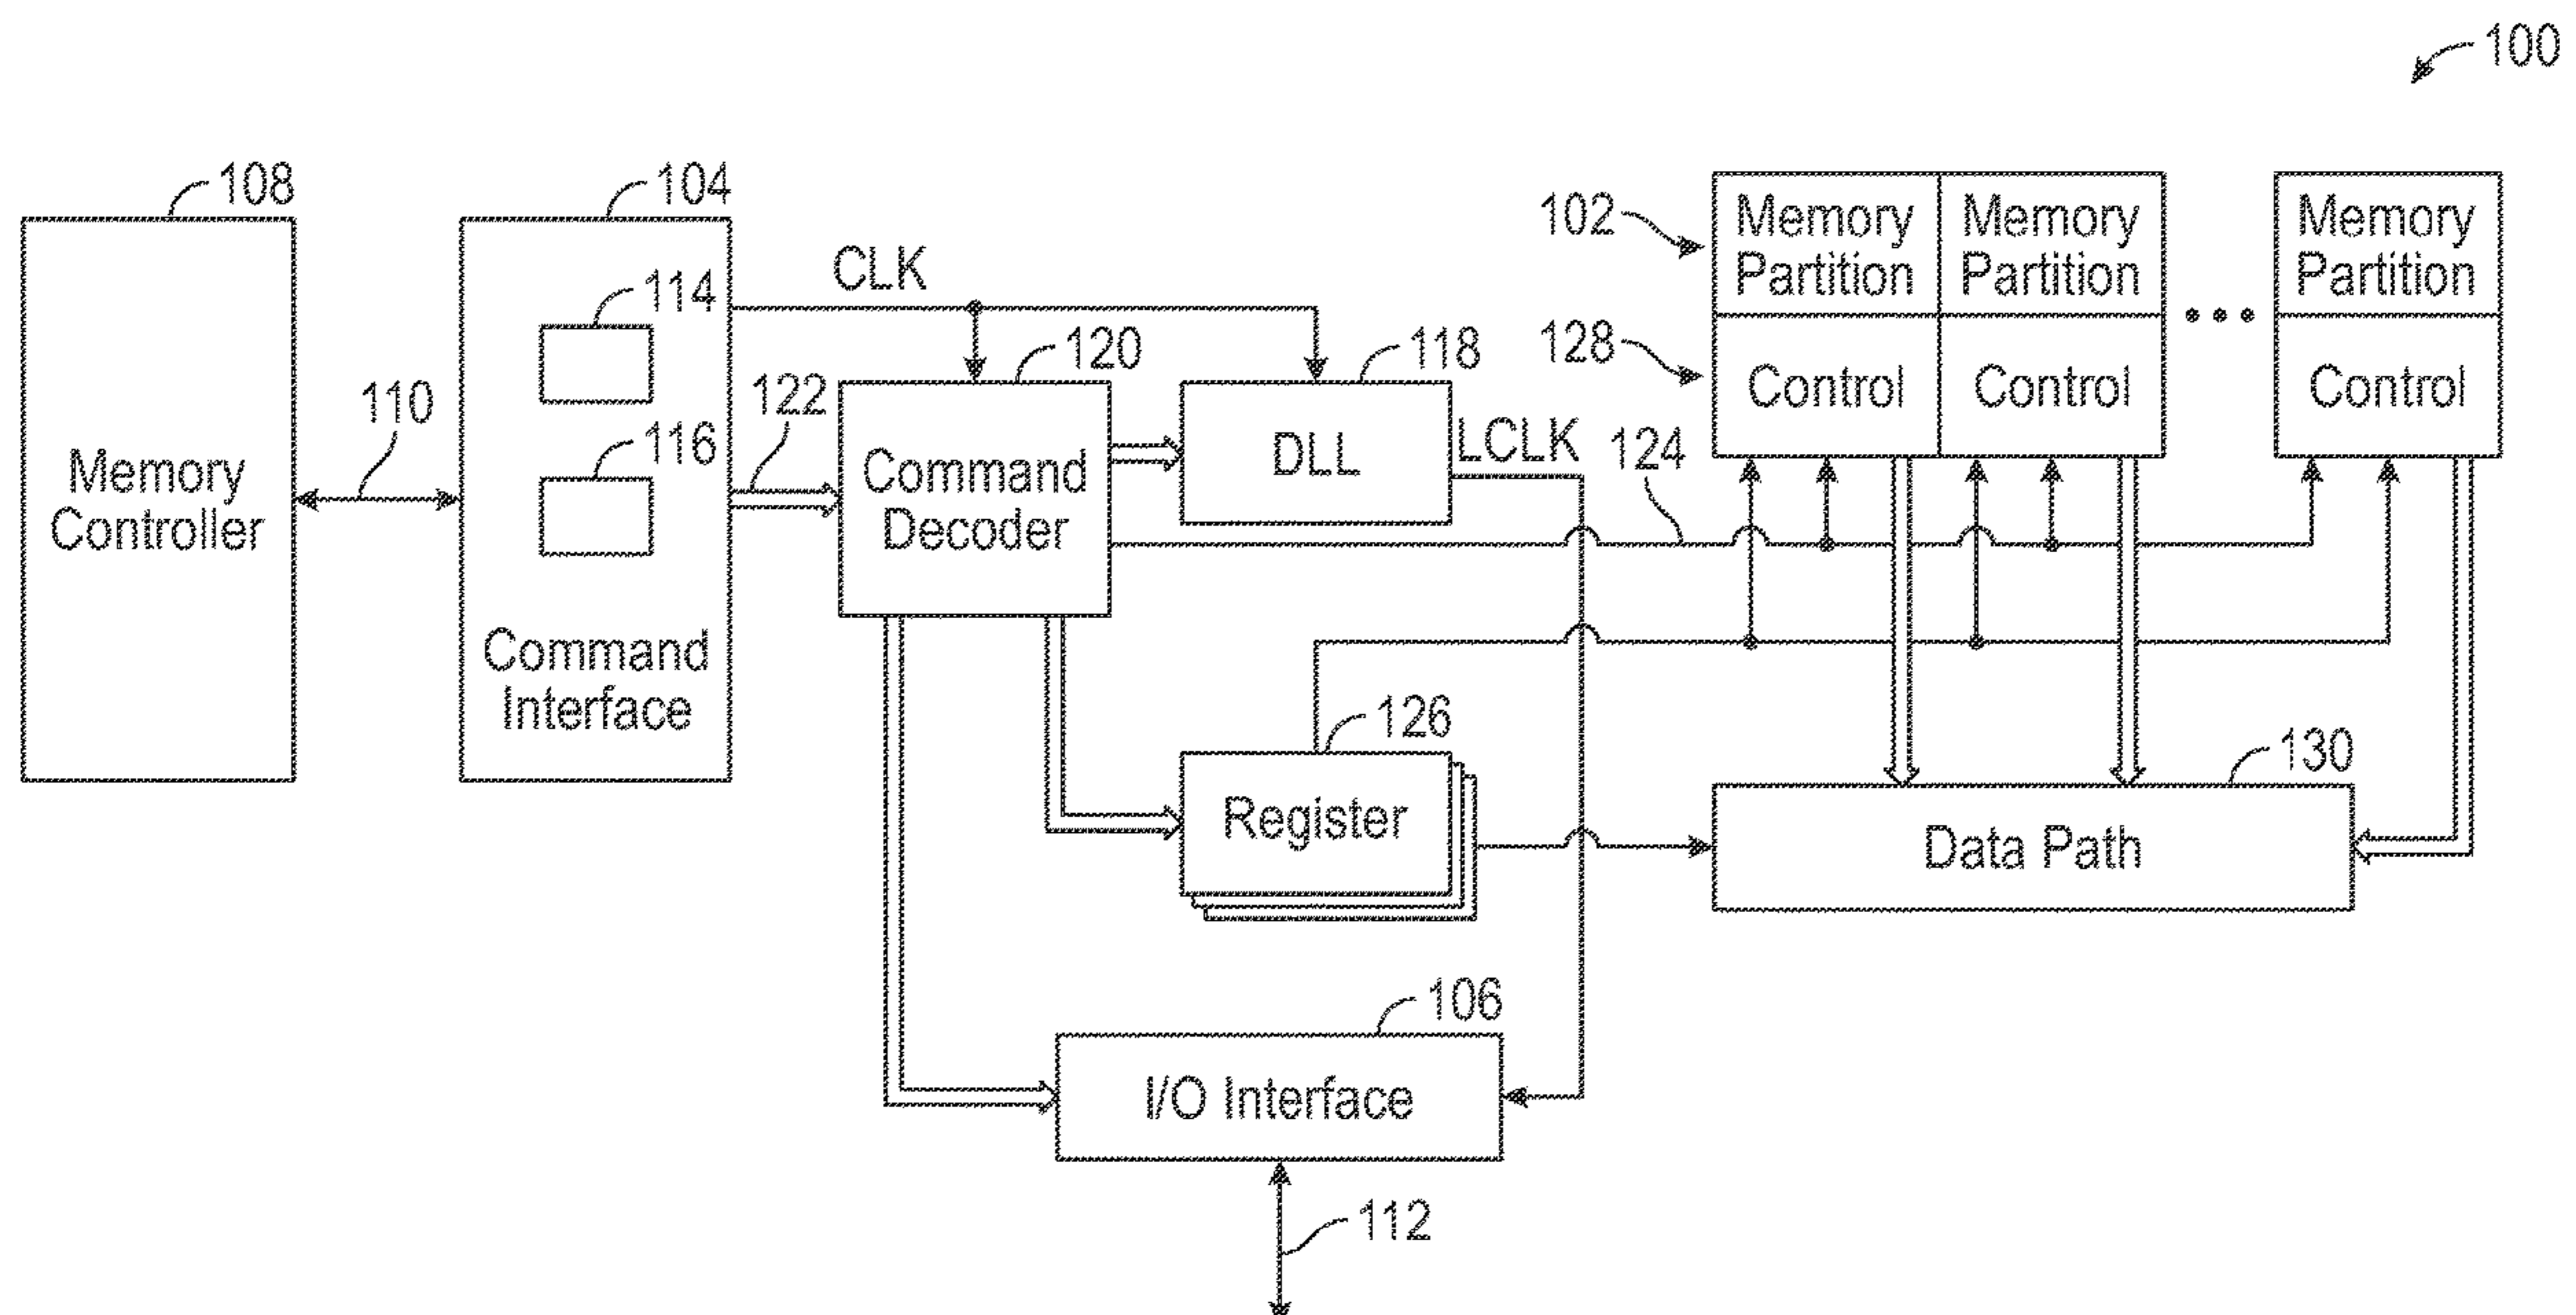 100
108
104
102
Memory
Partition
Memory
Partition
Memory
Partition
CLK
114
128
120
118
Control
Control
Control
110
122
LCLK
124
116
Memory
Controller
Command
Decoder
DLL
Command
Interface
126
130
Register
Data Path
106
I/O Interface
112